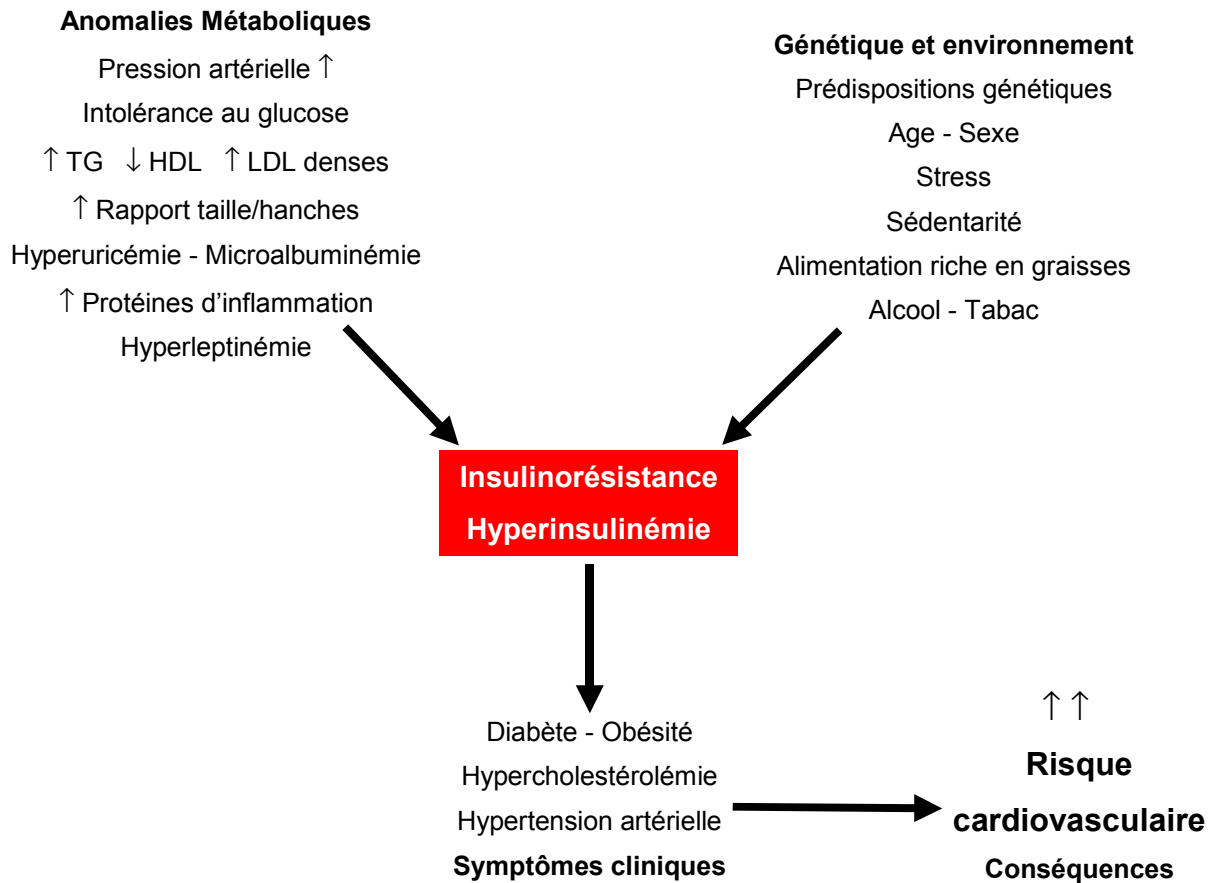 Anomalies Métaboliques
Pression artérielle ↑
Intolérance au glucose
↑ TG ↓ HDL ↑ LDL denses
↑ Rapport taille/hanches
Hyperuricémie - Microalbuminémie
↑ Protéines d'inflammation
Hyperleptinémie
Génétique et environnement
Prédispositions génétiques
Age - Sexe
Stress
Sédentarité
Alimentation riche en graisses
Alcool - Tabac
Insulinorésistance
Hyperinsulinémie
Diabète - Obésité
Hypercholestérolémie
Hypertension artérielle
Symptômes cliniques
↑ ↑
Risque
cardiovasculaire
Conséquences